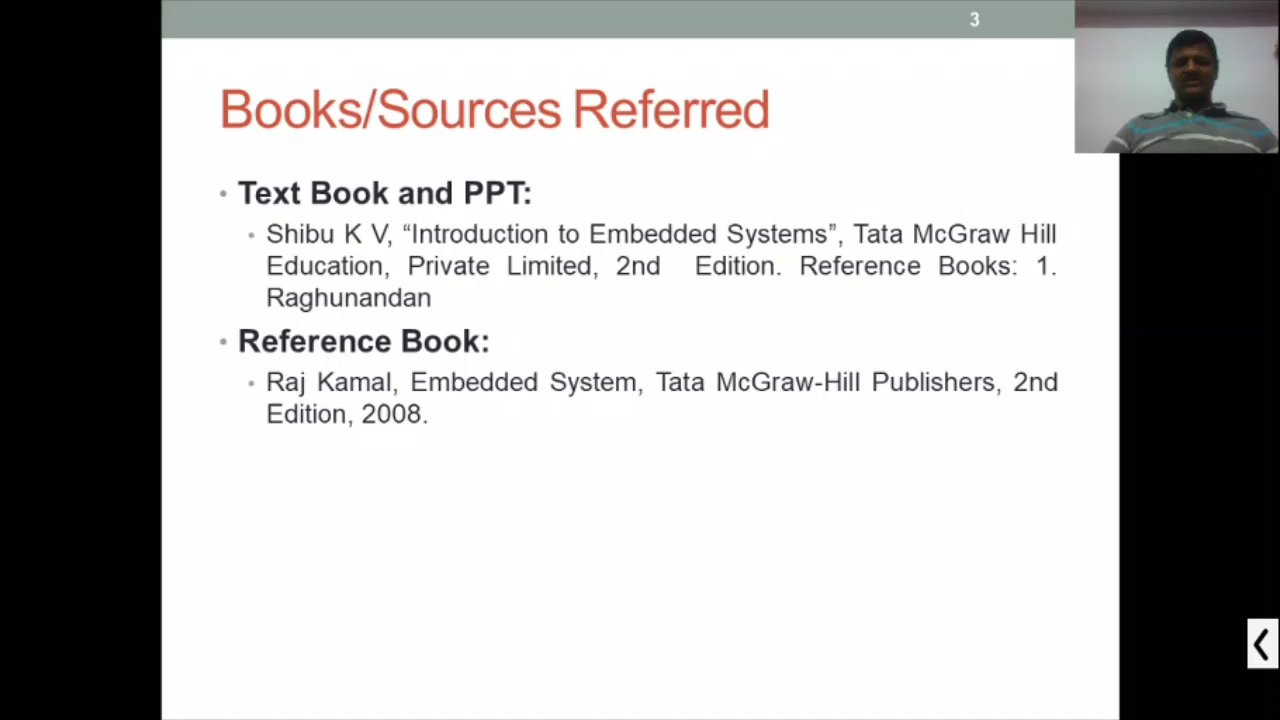 3
Books/Sources Referred
• Text Book and PPT:
• Shibu K V, “Introduction to Embedded Systems”, Tata McGraw Hill
Education, Private Limited, 2nd Edition. Reference Books: 1.
Raghunandan
• Reference Book:
• Raj Kamal, Embedded System, Tata McGraw-Hill Publishers, 2nd
Edition, 2008.